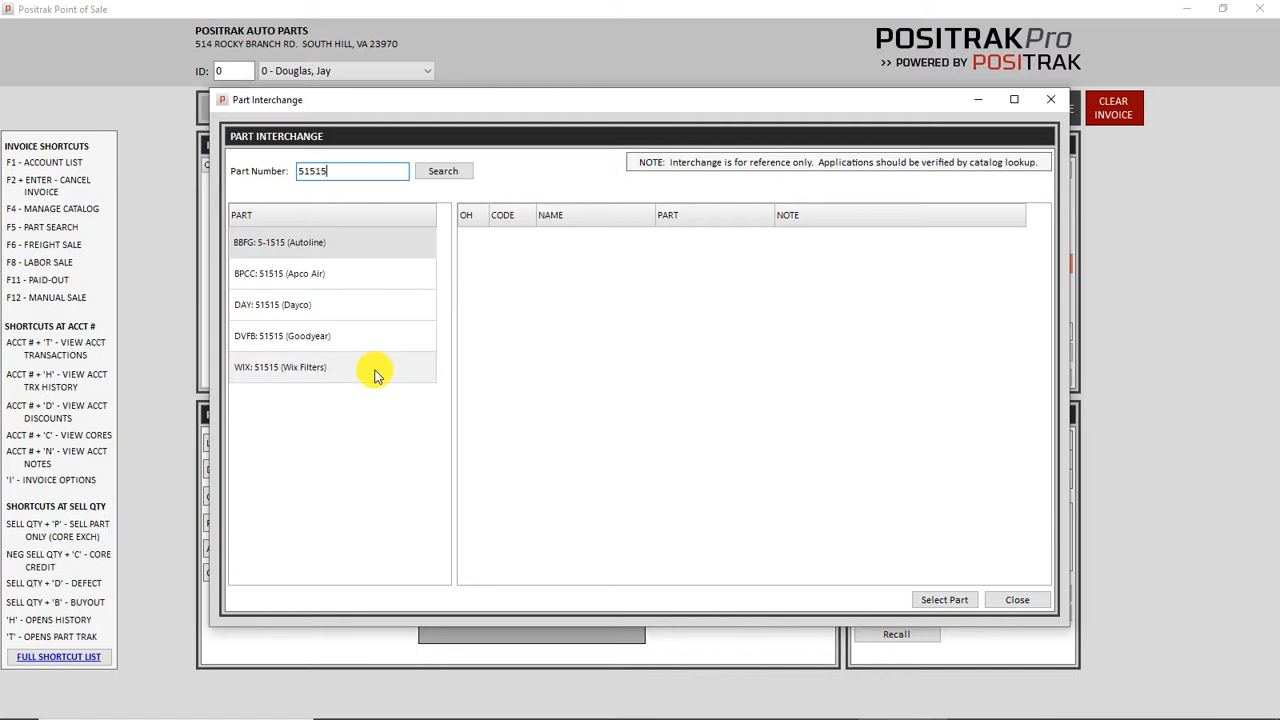 Positrak Point of Sale
POSITRAK AUTO PARTS
514 ROCKY BRANCH RD. SOUTH HILL, VA 23970
ID: 0 0 - Douglas, Jay
POSITRAKPro
>> POWERED BY POSITRAK
CLEAR
INVOICE
Part Interchange
PART INTERCHANGE
Part Number: 51515 Search
NOTE: Interchange is for reference only. Applications should be verified by catalog lookup.
PART
BBFG: 5-1515 (Autoline)
BPCC: 51515 (Apco Air)
DAY: 51515 (Dayco)
DVFB: 51515 (Goodyear)
WIX: 51515 (Wix Filters)
OH CODE NAME PART NOTE
Select Part Close
Recall
INVOICE SHORTCUTS
F1 - ACCOUNT LIST
F2 + ENTER - CANCEL
INVOICE
F4 - MANAGE CATALOG
F5 - PART SEARCH
F6 - FREIGHT SALE
F8 - LABOR SALE
F11 - PAID-OUT
F12 - MANUAL SALE
SHORTCUTS AT ACCT #
ACCT # + 'T' - VIEW ACCT
TRANSACTIONS
ACCT # + 'H' - VIEW ACCT
TRX HISTORY
ACCT # + 'D' - VIEW ACCT
DISCOUNTS
ACCT # + 'C' - VIEW CORES
ACCT # + 'N' - VIEW ACCT
NOTES
'I' - INVOICE OPTIONS
SHORTCUTS AT SELL QTY
SELL QTY + 'P' - SELL PART
ONLY (CORE EXCH)
NEG SELL QTY + 'C' - CORE
CREDIT
SELL QTY + 'D' - DEFECT
SELL QTY + 'B' - BUYOUT
'H' - OPENS HISTORY
'T' - OPENS PART TRAK
FULL SHORTCUT LIST